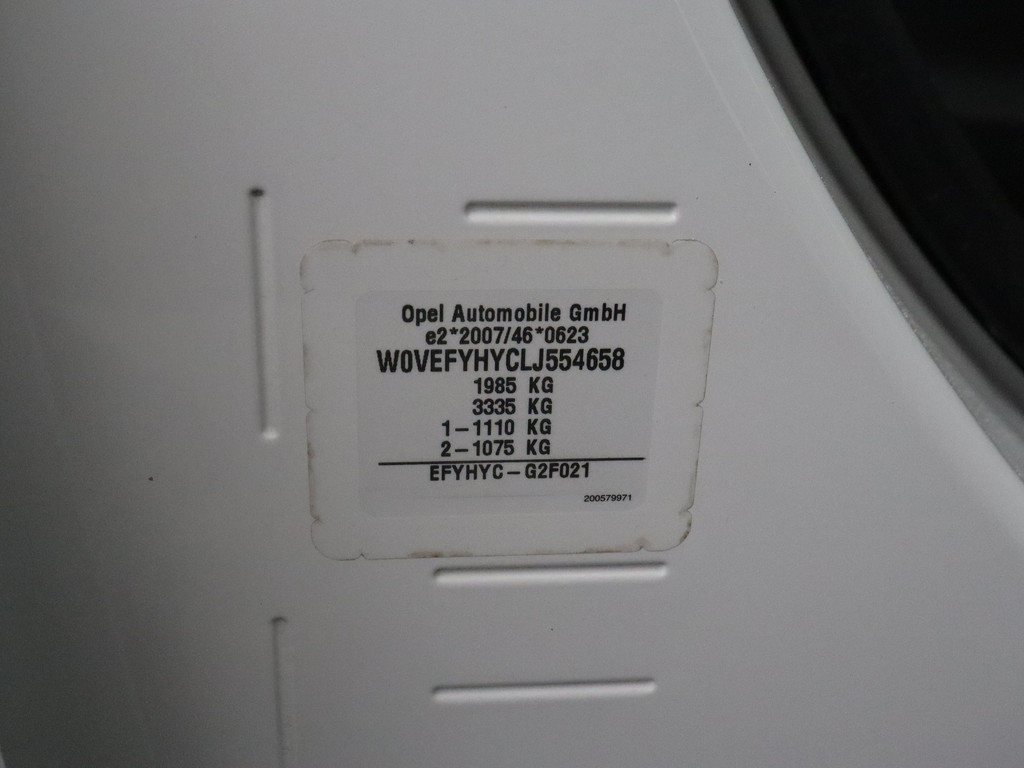 Opel Automobile GmbH
e2*2007/46*0623
W0VEFYHYCLJ554658
1985 KG
3335 KG
1-1110 KG
2-1075 KG
EFYHYC-G2F021
200579971